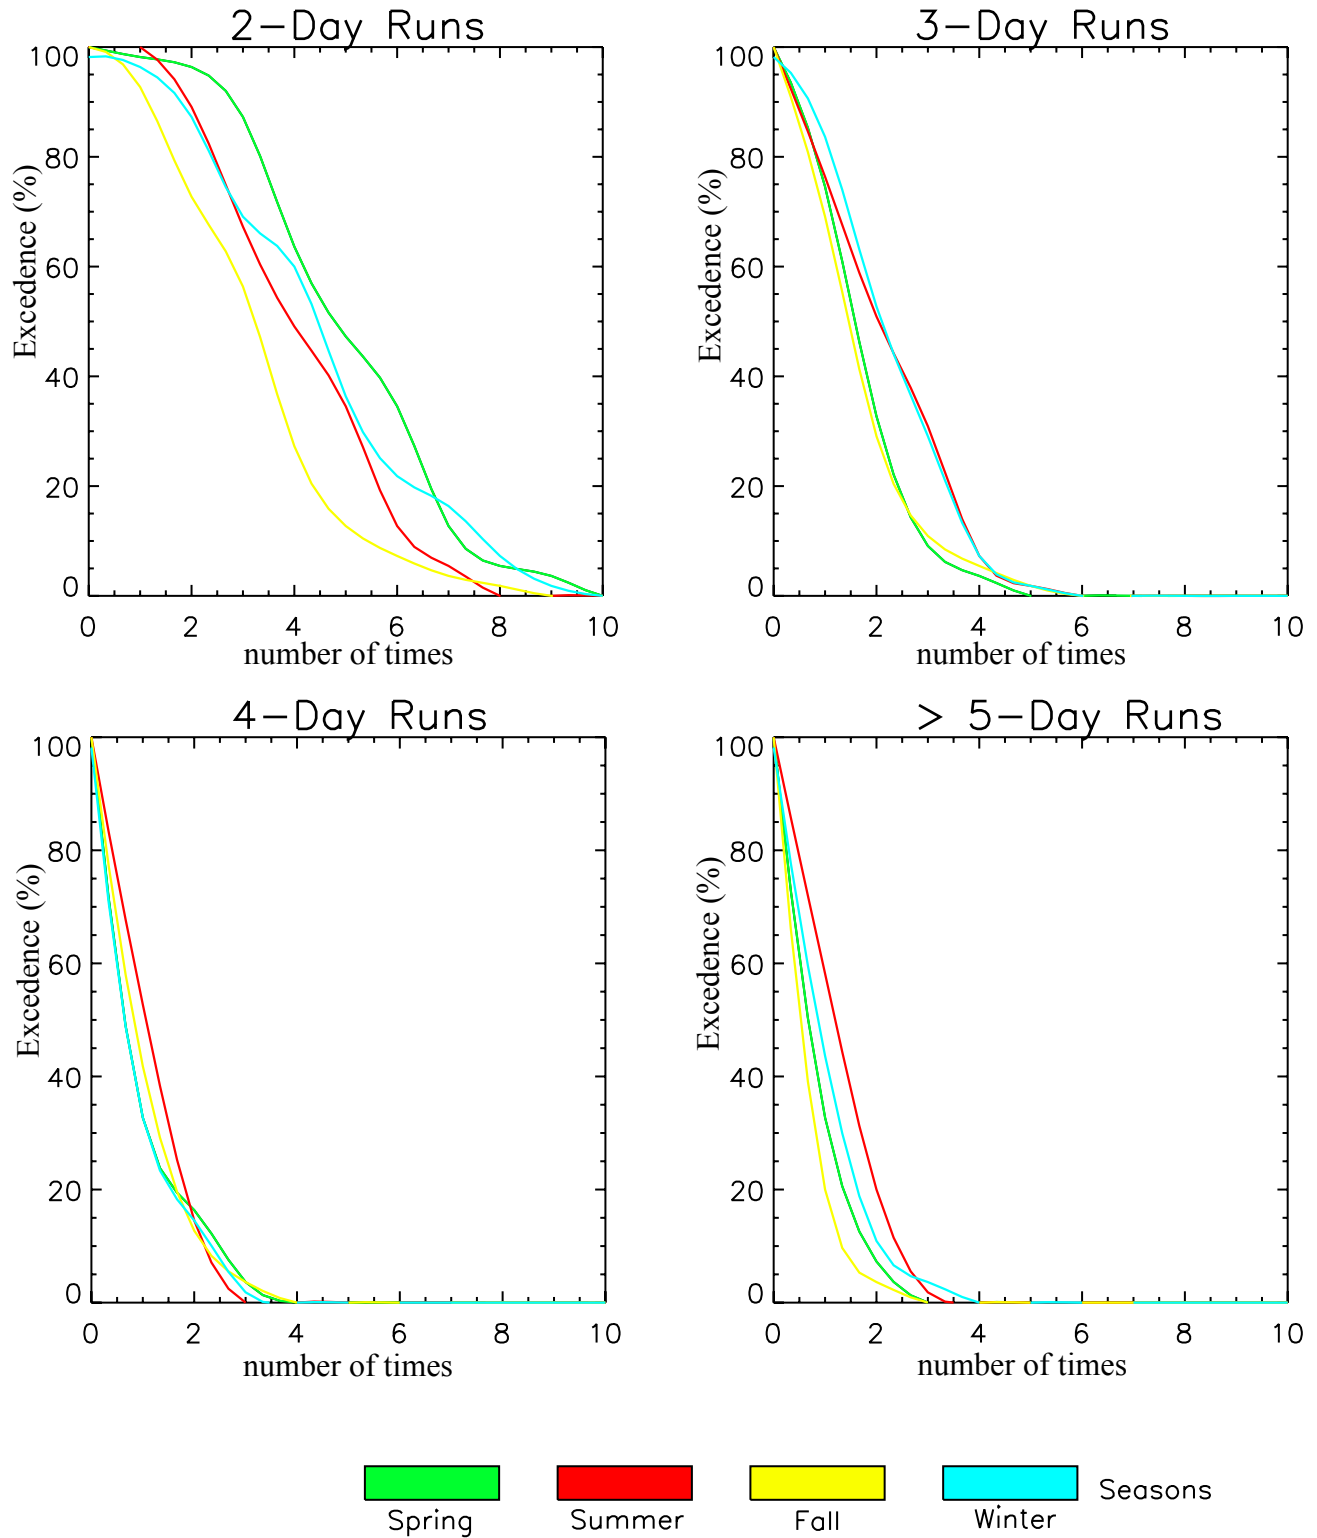 2-Day Runs
3-Day Runs
100
80
60
40
20
0
Excedence (%)
0 2 4 6 8 10
number of times
100
80
60
40
20
0
Excedence (%)
0 2 4 6 8 10
number of times
4-Day Runs
> 5-Day Runs
100
80
60
40
20
0
Excedence (%)
0 2 4 6 8 10
number of times
100
80
60
40
20
0
Excedence (%)
0 2 4 6 8 10
number of times
Spring
Summer
Fall
Winter
Seasons